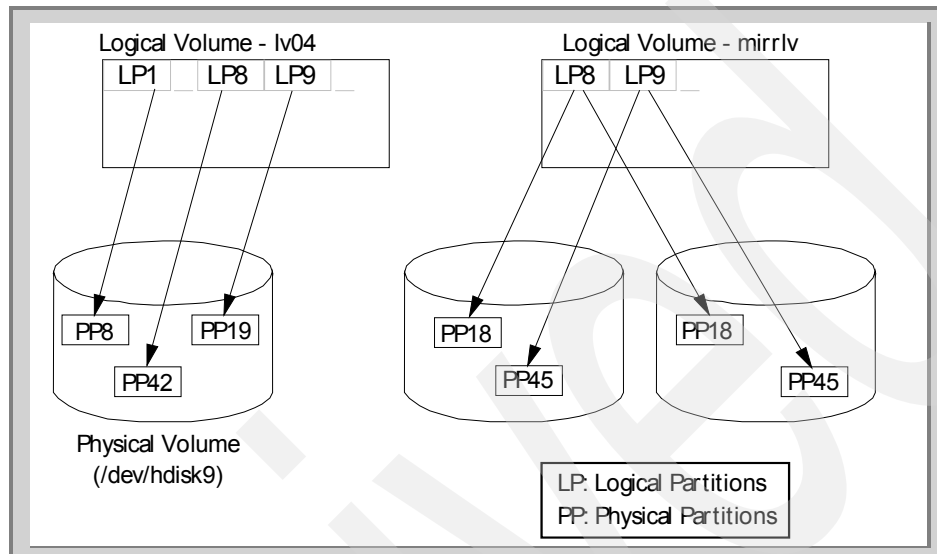 Logical Volume - lv04
LP1
LP8
LP9
PP8
PP19
PP42
Physical Volume
(/dev/hdisk9)
Logical Volume - mirrlv
LP8
LP9
PP18
PP45
PP18
PP45
LP: Logical Partitions
PP: Physical Partitions